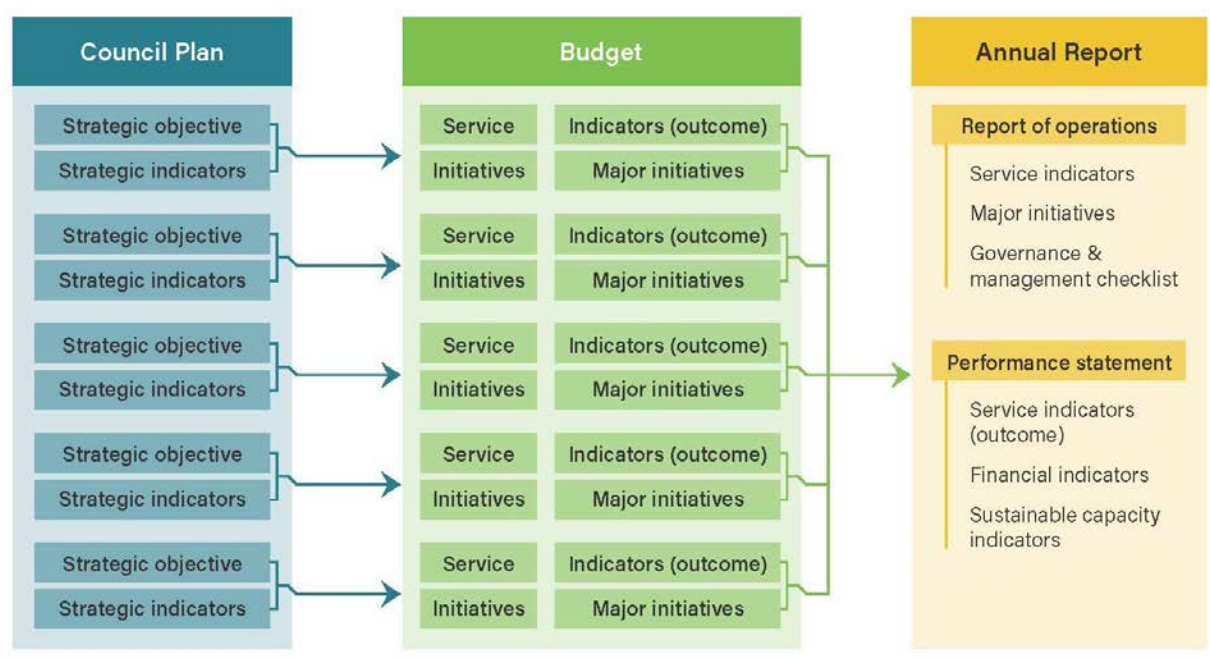 Council Plan
Strategic objective
Strategic indicators
Strategic objective
Strategic indicators
Strategic objective
Strategic indicators
Strategic objective
Strategic indicators
Strategic objective
Strategic indicators
Budget
Service
Indicators (outcome)
Initiatives
Major initiatives
Service
Indicators (outcome)
Initiatives
Major initiatives
Service
Indicators (outcome)
Initiatives
Major initiatives
Service
Indicators (outcome)
Initiatives
Major initiatives
Service
Indicators (outcome)
Initiatives
Major initiatives
Annual Report
Report of operations
Service indicators
Major initiatives
Governance &
management checklist
Performance statement
Service indicators
(outcome)
Financial indicators
Sustainable capacity
indicators